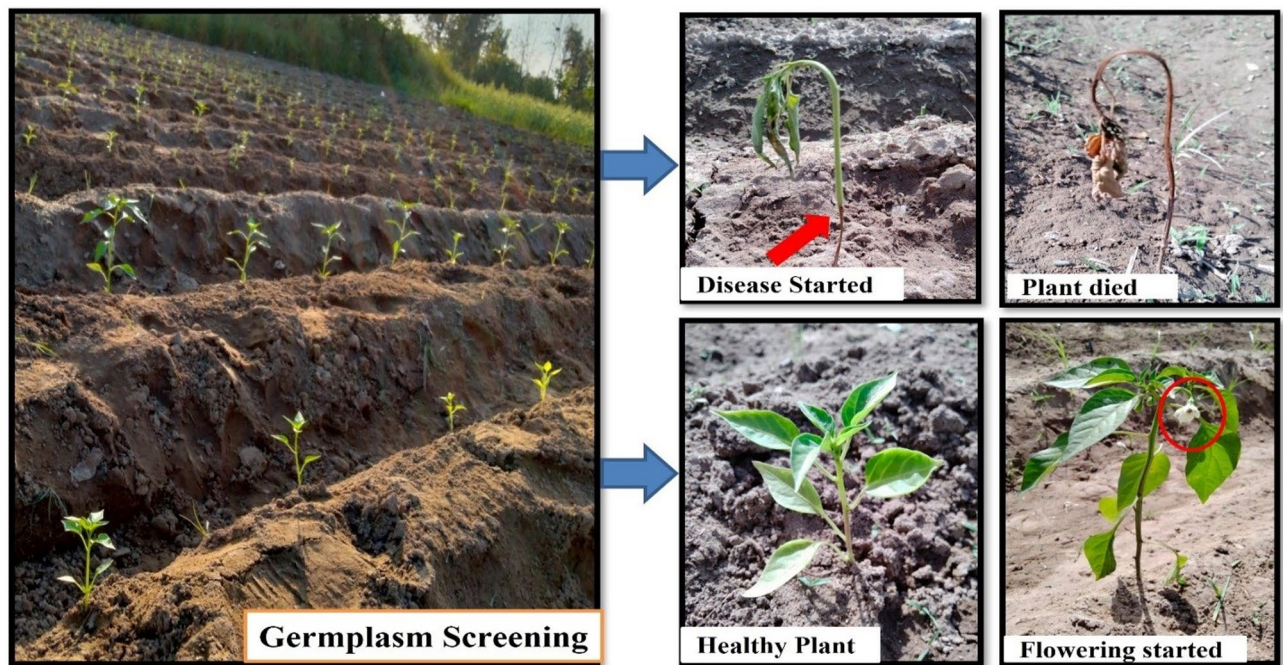 Germplasm Screening
Disease Started
Plant died
Healthy Plant
Flowering started